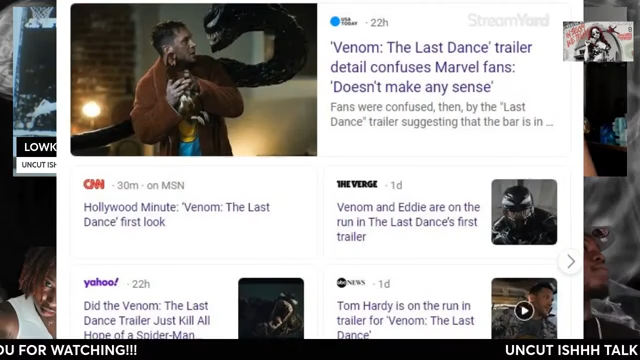 USA TODAY · 22h
StreamYard
'Venom: The Last Dance' trailer
detail confuses Marvel fans:
'Doesn't make any sense'
Fans were confused, then, by the "Last
Dance" trailer suggesting that the bar is in ...
LOWK
UNCUT ISH
CNN · 30m · on MSN
Hollywood Minute: 'Venom: The Last
Dance' first look
THE VERGE · 1d
Venom and Eddie are on the
run in The Last Dance's first
trailer
yahoo! · 22h
Did the Venom: The Last
Dance Trailer Just Kill All
Hope of a Spider-Man...
abc NEWS · 1d
Tom Hardy is on the run in
trailer for 'Venom: The Last
Dance'
OU FOR WATCHING!!!
UNCUT ISHHH TALK